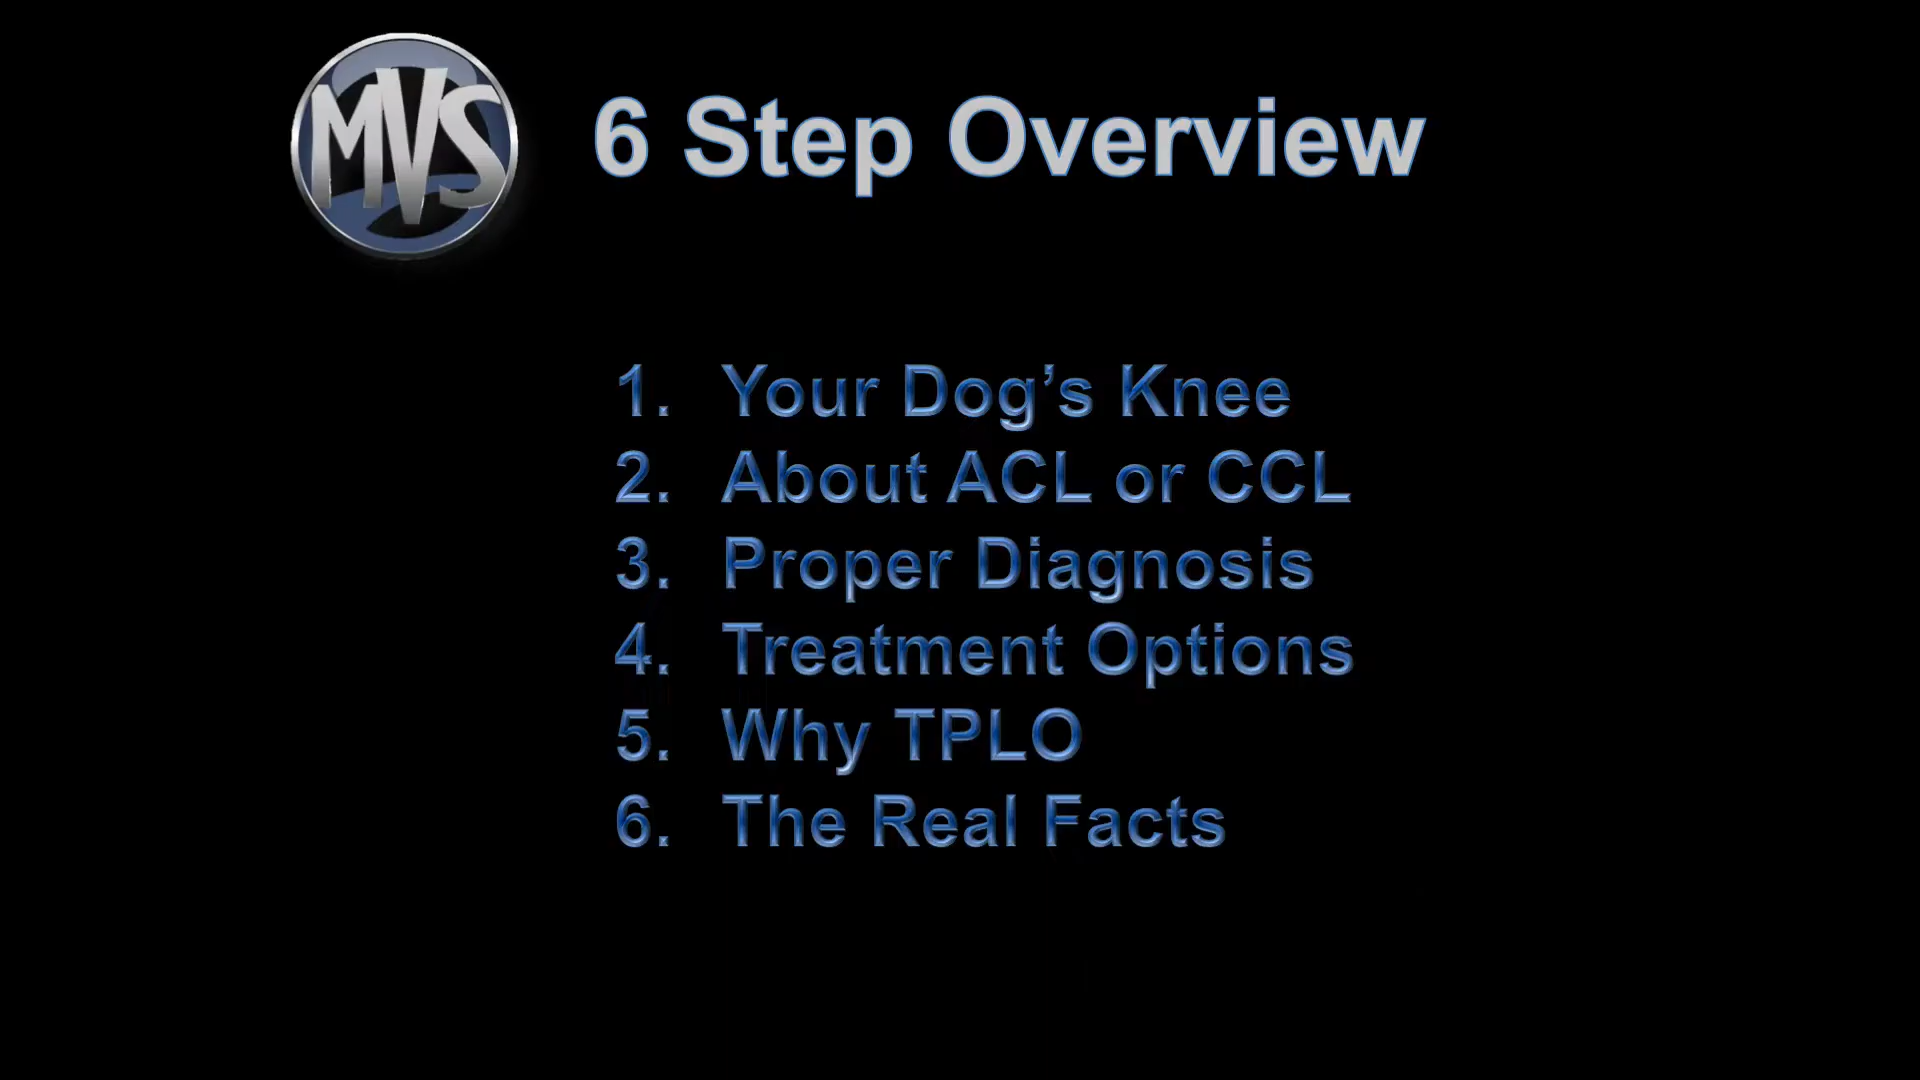 MVS
6 Step Overview
1. Your Dog’s Knee
2. About ACL or CCL
3. Proper Diagnosis
4. Treatment Options
5. Why TPLO
6. The Real Facts